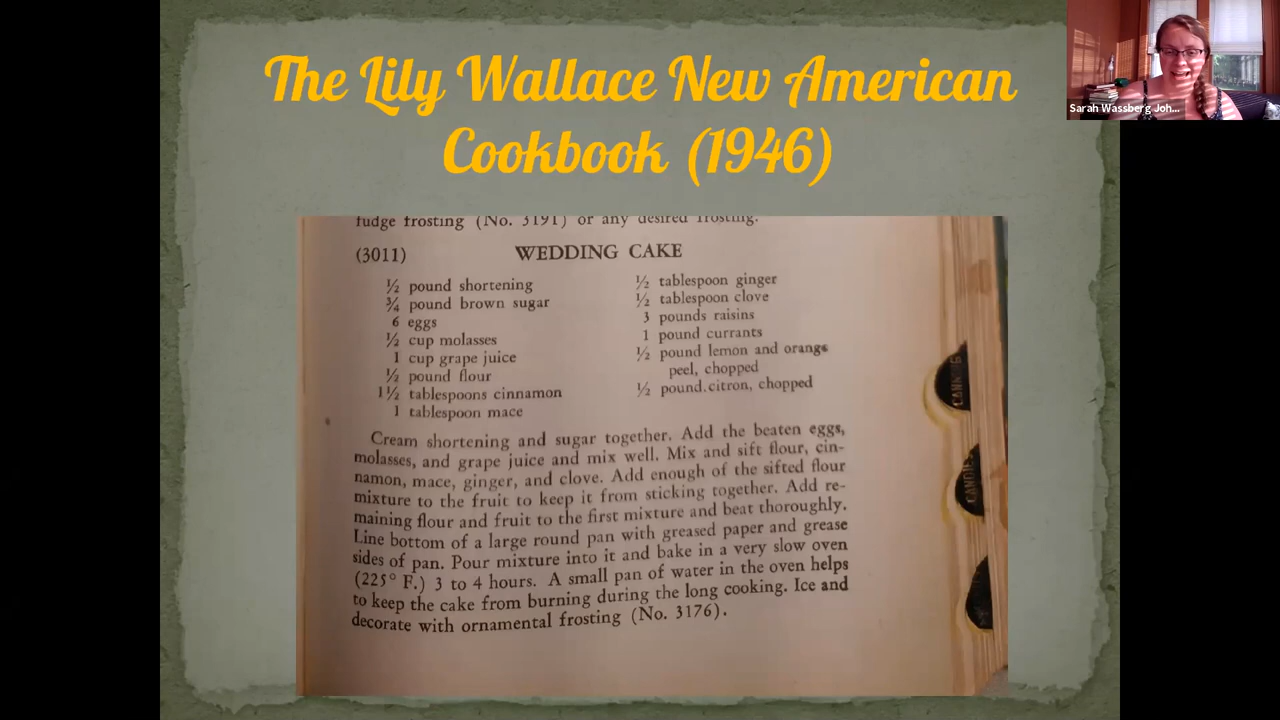 The Lily Wallace New American
Cookbook (1946)
Sarah Wassberg Joh...
fudge frosting (No. 3191) or any desired frosting.
(3011) WEDDING CAKE
½ pound shortening
¾ pound brown sugar
6 eggs
½ cup molasses
1 cup grape juice
½ pound flour
1½ tablespoons cinnamon
1 tablespoon mace
½ tablespoon ginger
½ tablespoon clove
3 pounds raisins
1 pound currants
½ pound lemon and orange
peel, chopped
½ pound citron, chopped
Cream shortening and sugar together. Add the beaten eggs,
molasses, and grape juice and mix well. Mix and sift flour, cin-
namon, mace, ginger, and clove. Add enough of the sifted flour
mixture to the fruit to keep it from sticking together. Add re-
maining flour and fruit to the first mixture and beat thoroughly.
Line bottom of a large round pan with greased paper and grease
sides of pan. Pour mixture into it and bake in a very slow oven
(225° F.) 3 to 4 hours. A small pan of water in the oven helps
to keep the cake from burning during the long cooking. Ice and
decorate with ornamental frosting (No. 3176).
CANNING
CANDIE